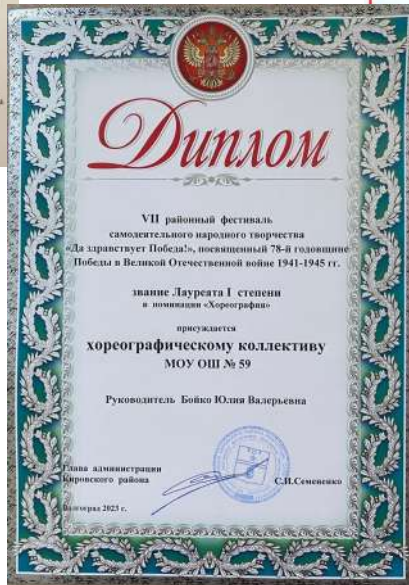 Диплом
VII районный фестиваль
самодеятельного народного творчества
«Да здравствует Победа!», посвященный 78-й годовщине
Победы в Великой Отечественной войне 1941-1945 гг.
звание Лауреата I степени
в номинации «Хореография»
присуждается
хореографическому коллективу
МОУ ОШ № 59
Руководитель Бойко Юлия Валерьевна
Глава администрации
Кировского района С.И.Семененко
Волгоград 2023 г.